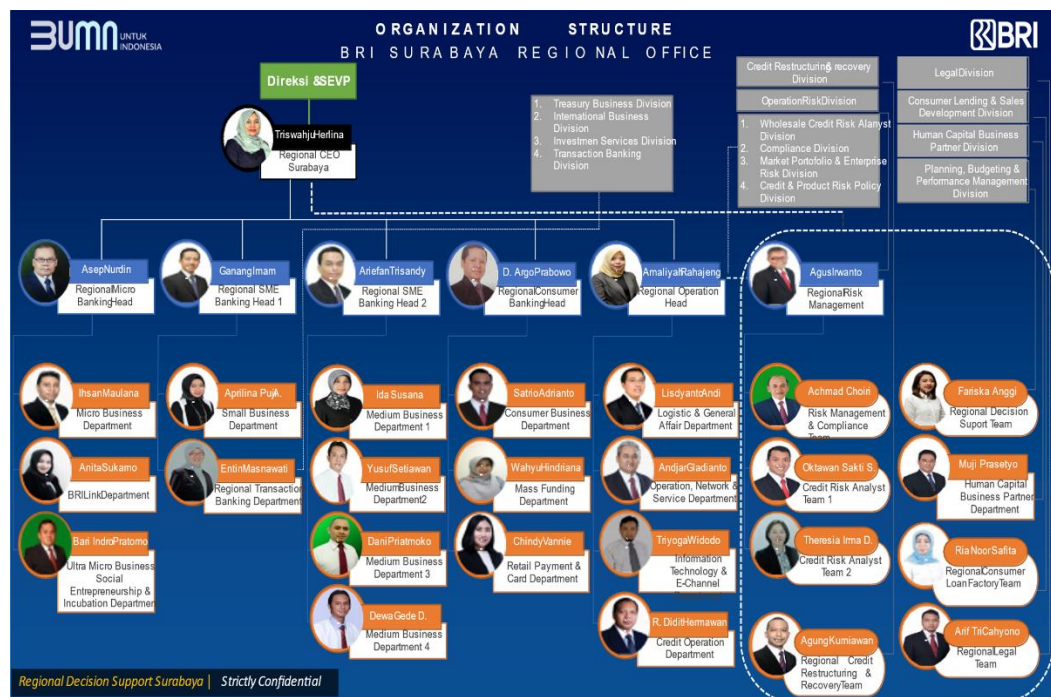 BUMN UNTUK
INDONESIA
ORGANIZATION STRUCTURE
BRI SURABAYA REGIONAL OFFICE
BRI
Direksi &SEVP
TriswahjuHerlina
Regional CEO
Surabaya
1. Treasury Business Division
2. International Business
Division
3. Investmen Services Division
4. Transaction Banking
Division
Credit Restructuring& recovery
Division
OperationRiskDivision
1. Wholesale Credit Risk Alanyst
Division
2. Compliance Division
3. Market Portofolio & Enterprise
Risk Division
4. Credit & Product Risk Policy
Division
LegalDivision
Consumer Lending & Sales
Development Division
Human Capital Business
Partner Division
Planning, Budgeting &
Performance Management
Division
AsepNurdin
RegionalMicro
BankingHead
GanangImam
Regional SME
Banking Head 1
AriefanTrisandy
Regional SME
Banking Head 2
D. ArgoPrabowo
RegionalConsumer
BankingHead
AmaliyahRahajeng
Regional Operation
Head
AgusIrwanto
RegionalRisk
Management
IhsanMaulana
Micro Business
Department
AnitaSukarno
BRILinkDepartment
Bari IndroPratomo
Ultra Micro Business
Social
Entrepreneurship &
Incubation Departmen
Aprilina PujiA.
Small Business
Department
EntinMasnawati
Regional Transaction
Banking Department
Ida Susana
Medium Business
Department 1
YusufSetiawan
MediumBusiness
Department2
DaniPriatmoko
Medium Business
Department 3
DewaGede D.
Medium Business
Department 4
SatrioAdrianto
Consumer Business
Department
WahyuHindriana
Mass Funding
Department
ChindyVannie
Retail Payment &
Card Department
LisdyantoAndi
Logistic & General
Affair Department
AndjarGladianto
Operation, Network &
Service Department
TriyogaWidodo
Information
Technology &
E-Channel
R. DiditHermawan
Credit Operation
Department
Achmad Choiri
Risk Management
& Compliance
Team
Oktawan Sakti S.
Credit Risk Analyst
Team 1
Theresia Irma D.
Credit Risk Analyst
Team 2
AgungKurniawan
Regional Credit
Restructuring &
RecoveryTeam
Fariska Anggi
Regional Decision
Suport Team
Muji Prasetyo
Human Capital
Business Partner
Department
Ria NoorSafita
RegionalConsumer
LoanFactoryTeam
Arif TriCahyono
RegionalLegal
Team
Regional Decision Support Surabaya | Strictly Confidential